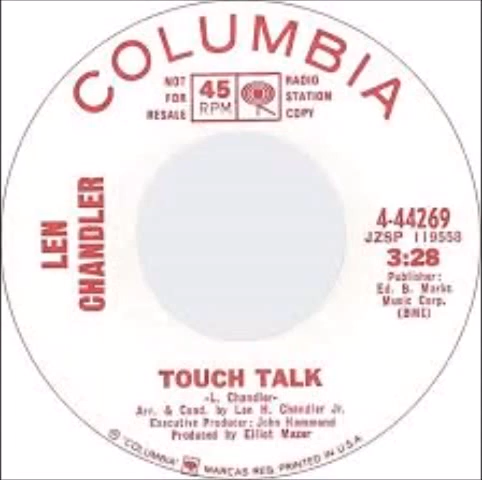 COLUMBIA
NOT FOR RESALE
45 RPM
RADIO STATION COPY
LEN CHANDLER
4-44269
JZSP 119558
3:28
Publisher:
Ed. B. Marks
Music Corp.
(BMI)
TOUCH TALK
-L. Chandler-
Arr. & Cond. by Len H. Chandler Jr.
Executive Producer: John Hammond
Produced by Elliot Mazer
℗ "COLUMBIA" MARCAS REG. PRINTED IN U.S.A.